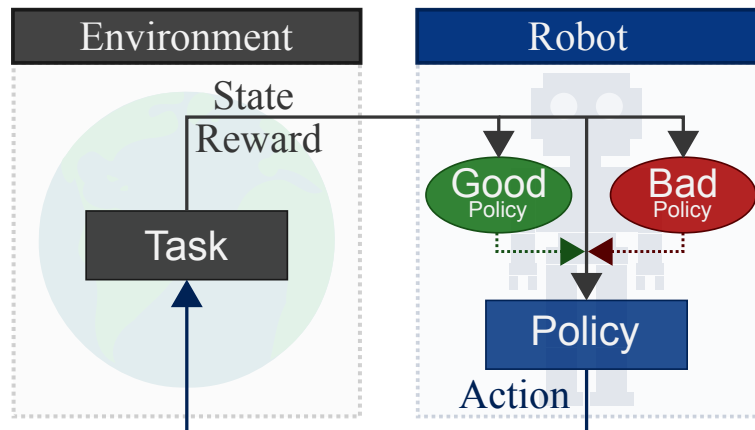 Environment
Robot
State
Reward
Good
Policy
Bad
Policy
Task
Policy
Action